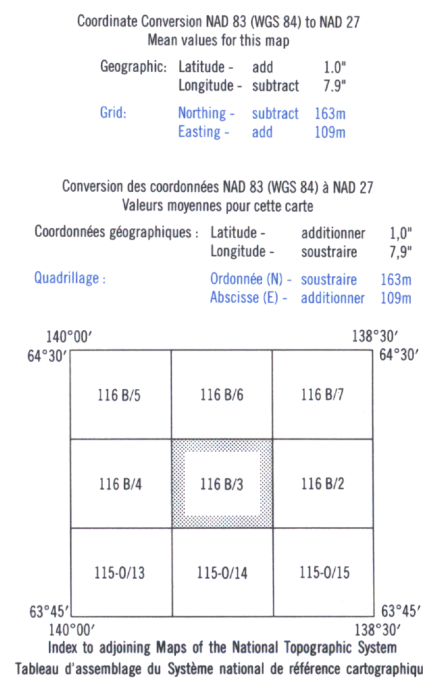 Coordinate Conversion NAD 83 (WGS 84) to NAD 27
Mean values for this map
Geographic: Latitude - add 1.0"
Longitude - subtract 7.9"
Grid: Northing - subtract 163m
Easting - add 109m
Conversion des coordonnées NAD 83 (WGS 84) à NAD 27
Valeurs moyennes pour cette carte
Coordonnées géographiques : Latitude - additionner 1,0"
Longitude - soustraire 7,9"
Quadrillage : Ordonnée (N) - soustraire 163m
Abscisse (E) - additionner 109m
140°00′ 138°30′
64°30′ 64°30′
116 B/5 116 B/6 116 B/7
116 B/4 116 B/3 116 B/2
115-0/13 115-0/14 115-0/15
63°45′ 63°45′
140°00′ 138°30′
Index to adjoining Maps of the National Topographic System
Tableau d'assemblage du Système national de référence cartographiqu